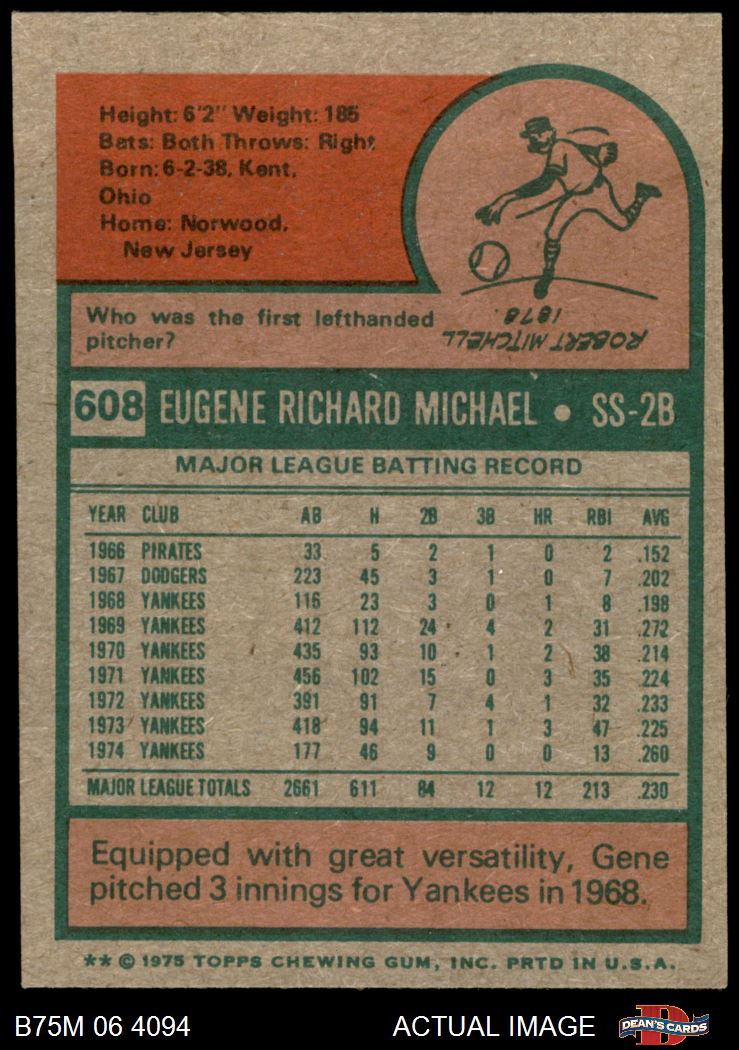 Height: 6'2" Weight: 185
Bats: Both Throws: Right
Born: 6-2-38, Kent,
Ohio
Home: Norwood,
New Jersey
Who was the first lefthanded
pitcher?
ROBERT MITCHELL
1878.
608 EUGENE RICHARD MICHAEL • SS-2B
MAJOR LEAGUE BATTING RECORD
YEAR CLUB AB H 2B 3B HR RBI AVG
1966 PIRATES 33 5 2 1 0 2 .152
1967 DODGERS 223 45 3 1 0 7 .202
1968 YANKEES 116 23 3 0 1 8 .198
1969 YANKEES 412 112 24 4 2 31 .272
1970 YANKEES 435 93 10 1 2 38 .214
1971 YANKEES 456 102 15 0 3 35 .224
1972 YANKEES 391 91 7 4 1 32 .233
1973 YANKEES 418 94 11 1 3 47 .225
1974 YANKEES 177 46 9 0 0 13 .260
MAJOR LEAGUE TOTALS 2661 611 84 12 12 213 .230
Equipped with great versatility, Gene
pitched 3 innings for Yankees in 1968.
** © 1975 TOPPS CHEWING GUM, INC. PRTD IN U.S.A.
B75M 06 4094 ACTUAL IMAGE D DEAN'S CARDS